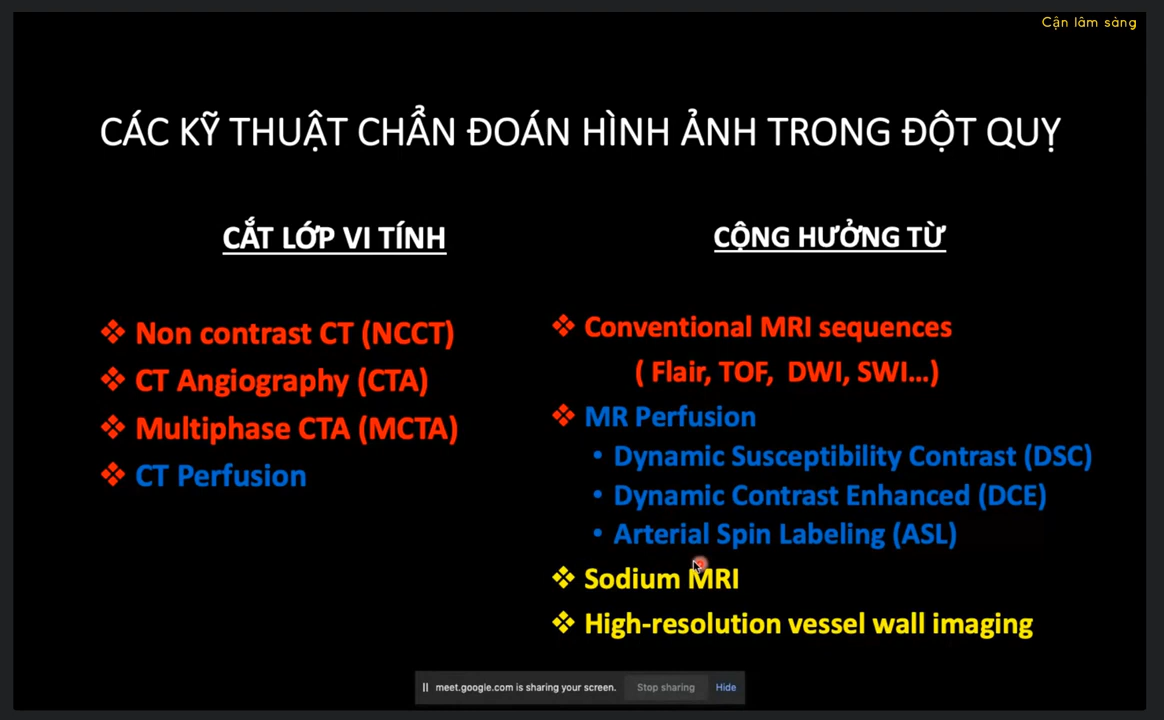 Cận lâm sàng
CÁC KỸ THUẬT CHẨN ĐOÁN HÌNH ẢNH TRONG ĐỘT QUỴ
CẮT LỚP VI TÍNH
❖ Non contrast CT (NCCT)
❖ CT Angiography (CTA)
❖ Multiphase CTA (MCTA)
❖ CT Perfusion
CỘNG HƯỞNG TỪ
❖ Conventional MRI sequences
( Flair, TOF, DWI, SWI...)
❖ MR Perfusion
• Dynamic Susceptibility Contrast (DSC)
• Dynamic Contrast Enhanced (DCE)
• Arterial Spin Labeling (ASL)
❖ Sodium MRI
❖ High-resolution vessel wall imaging
meet.google.com is sharing your screen. Stop sharing Hide